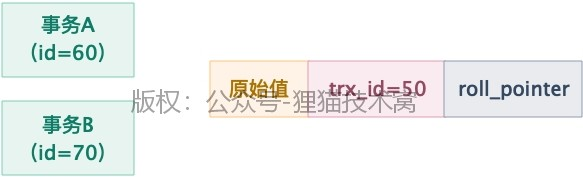 事务A
（id=60）
原始值
trx_id=50
roll_pointer
版权：公众号-狸猫技术窝
事务B
（id=70）